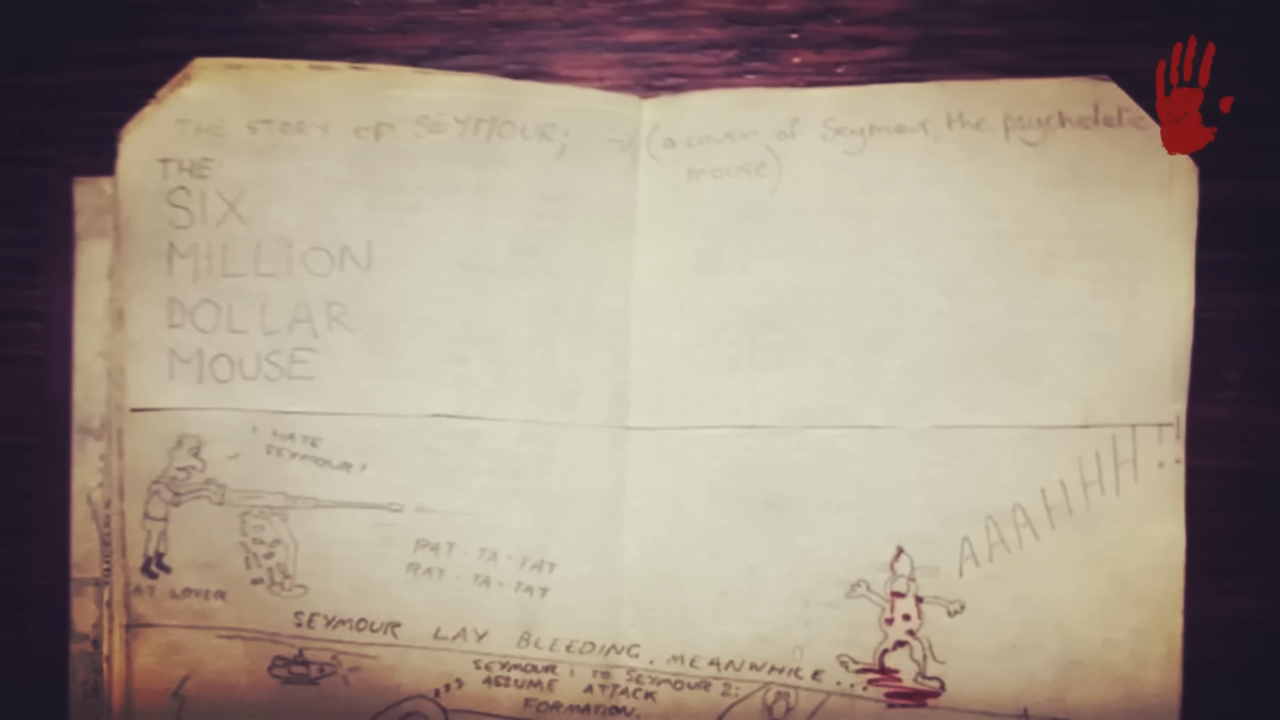 THE STORY OF SEYMOUR; → (a cousin of Seymour, the psychedelic
mouse)
THE
SIX
MILLION
DOLLAR
MOUSE
I HATE
SEYMOUR!
AAAHHH!!
RAT-TA-TAT
RAT-TA-TAT
AT LOVER
SEYMOUR LAY BLEEDING. MEANWHILE...
SEYMOUR 1 TO SEYMOUR 2:
ASSUME ATTACK
FORMATION.